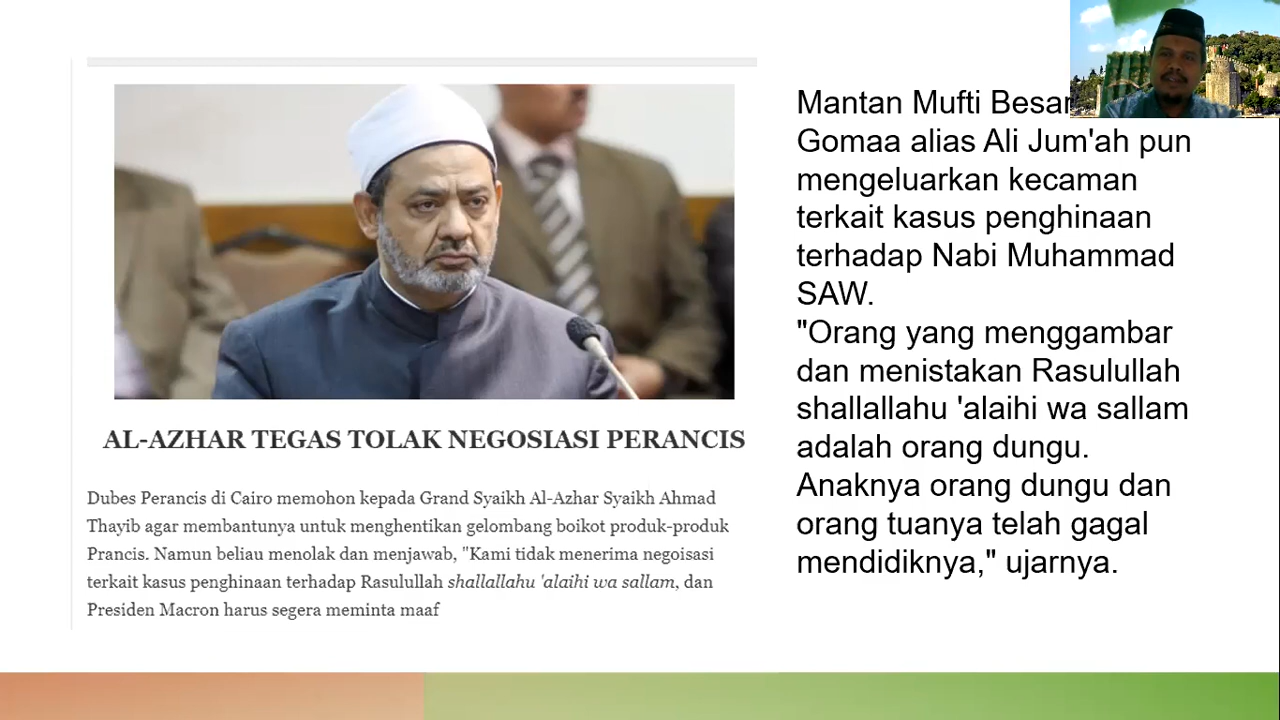 AL-AZHAR TEGAS TOLAK NEGOSIASI PERANCIS
Dubes Perancis di Cairo memohon kepada Grand Syaikh Al-Azhar Syaikh Ahmad
Thayib agar membantunya untuk menghentikan gelombang boikot produk-produk
Prancis. Namun beliau menolak dan menjawab, "Kami tidak menerima negoisasi
terkait kasus penghinaan terhadap Rasulullah shallallahu 'alaihi wa sallam, dan
Presiden Macron harus segera meminta maaf
Mantan Mufti Besar
Gomaa alias Ali Jum'ah pun
mengeluarkan kecaman
terkait kasus penghinaan
terhadap Nabi Muhammad
SAW.
"Orang yang menggambar
dan menistakan Rasulullah
shallallahu 'alaihi wa sallam
adalah orang dungu.
Anaknya orang dungu dan
orang tuanya telah gagal
mendidiknya," ujarnya.